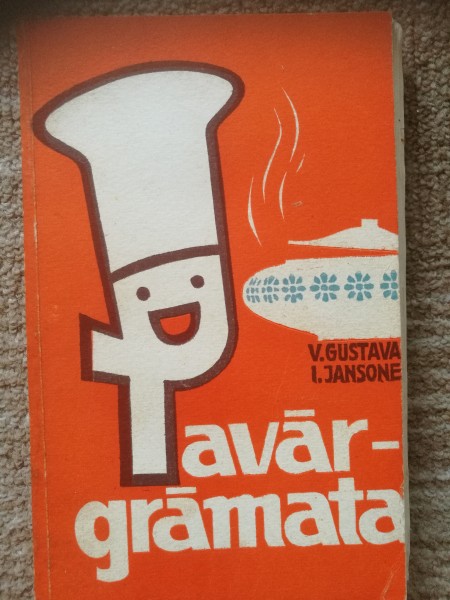 V. GUSTAVA
I. JANSONE
Pavār-
grāmata